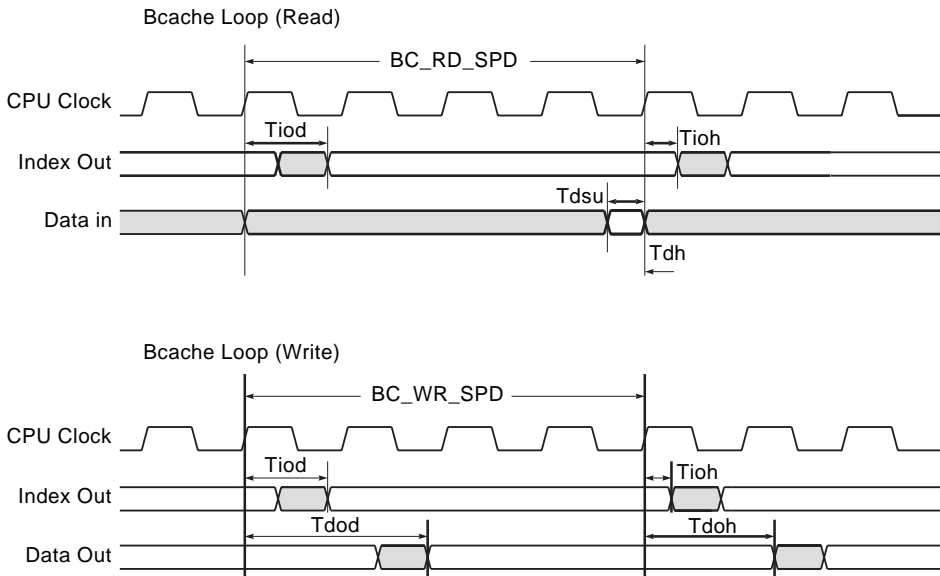 Bcache Loop (Read)
BC_RD_SPD
CPU Clock
Tiod
Tioh
Index Out
Tdsu
Data in
Tdh
Bcache Loop (Write)
BC_WR_SPD
CPU Clock
Tiod
Tioh
Index Out
Tdod
Tdoh
Data Out